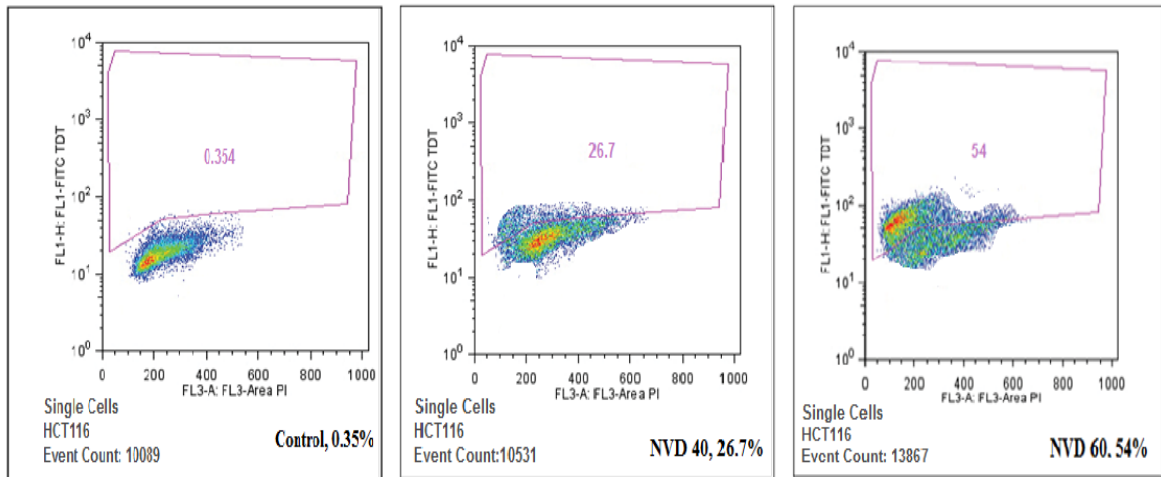 10^4
10^3
10^2
10^1
10^0
FL1-H: FL1-FITC TDT
0.354
0 200 400 600 800 1000
FL3-A: FL3-Area PI
Single Cells
HCT116
Event Count: 10089
Control, 0.35%
10^4
10^3
10^2
10^1
10^0
FL1-H: FL1-FITC TDT
26.7
0 200 400 600 800 1000
FL3-A: FL3-Area PI
Single Cells
HCT116
Event Count:10531
NVD 40, 26.7%
10^4
10^3
10^2
10^1
10^0
FL1-H: FL1-FITC TDT
54
0 200 400 600 800 1000
FL3-A: FL3-Area PI
Single Cells
HCT116
Event Count: 13867
NVD 60. 54%